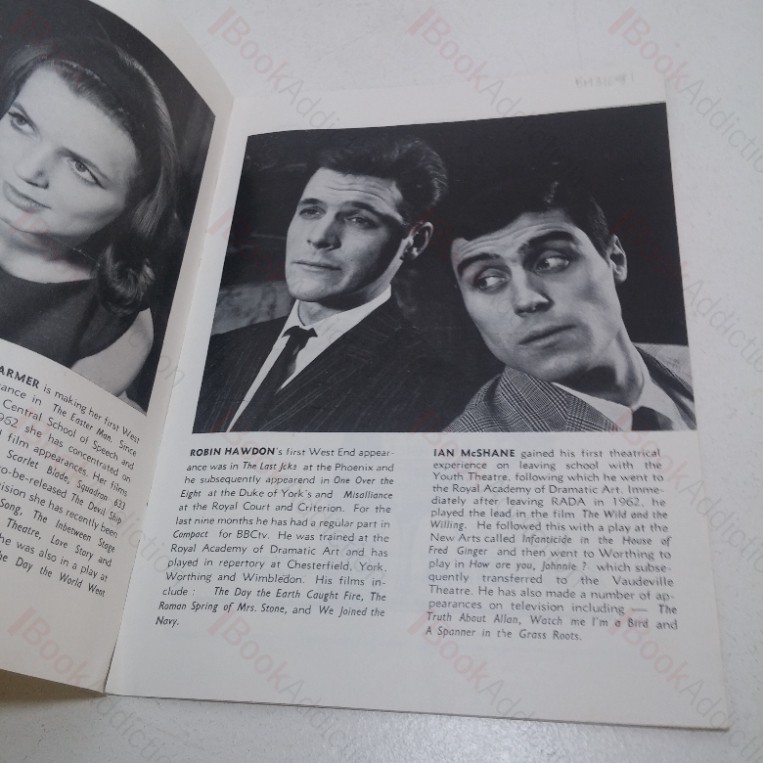 ARMER is making her first West
ance in The Easter Man. Since
Central School of Speech and
962 she has concentrated on
film appearances. Her films
Scarlet Blade, Squadron 633
o-be-released The Devil Ship
vision she has recently been
Song, The Inbetween Stage
Theatre, Love Story and
he was also in a play at
he Day the World Went
ROBIN HAWDON's first West End appear-
ance was in The Last Jcks at the Phoenix and
he subsequently appearend in One Over the
Eight at the Duke of York's and Misalliance
at the Royal Court and Criterion. For the
last nine months he has had a regular part in
Compact for BBCtv. He was trained at the
Royal Academy of Dramatic Art and has
played in repertory at Chesterfield, York,
Worthing and Wimbledon. His films in-
clude : The Day the Earth Caught Fire, The
Roman Spring of Mrs. Stone, and We Joined the
Navy.
IAN McSHANE gained his first theatrical
experience on leaving school with the
Youth Theatre, following which he went to
the Royal Academy of Dramatic Art. Imme-
diately after leaving RADA in 1962, he
played the lead in the film The Wild and the
Willing. He followed this with a play at the
New Arts called Infanticide in the House of
Fred Ginger and then went to Worthing to
play in How are you, Johnnie ? which subse-
quently transferred to the Vaudeville
Theatre. He has also made a number of ap-
pearances on television including — The
Truth About Allan, Watch me I'm a Bird and
A Spanner in the Grass Roots.
BookAddiction